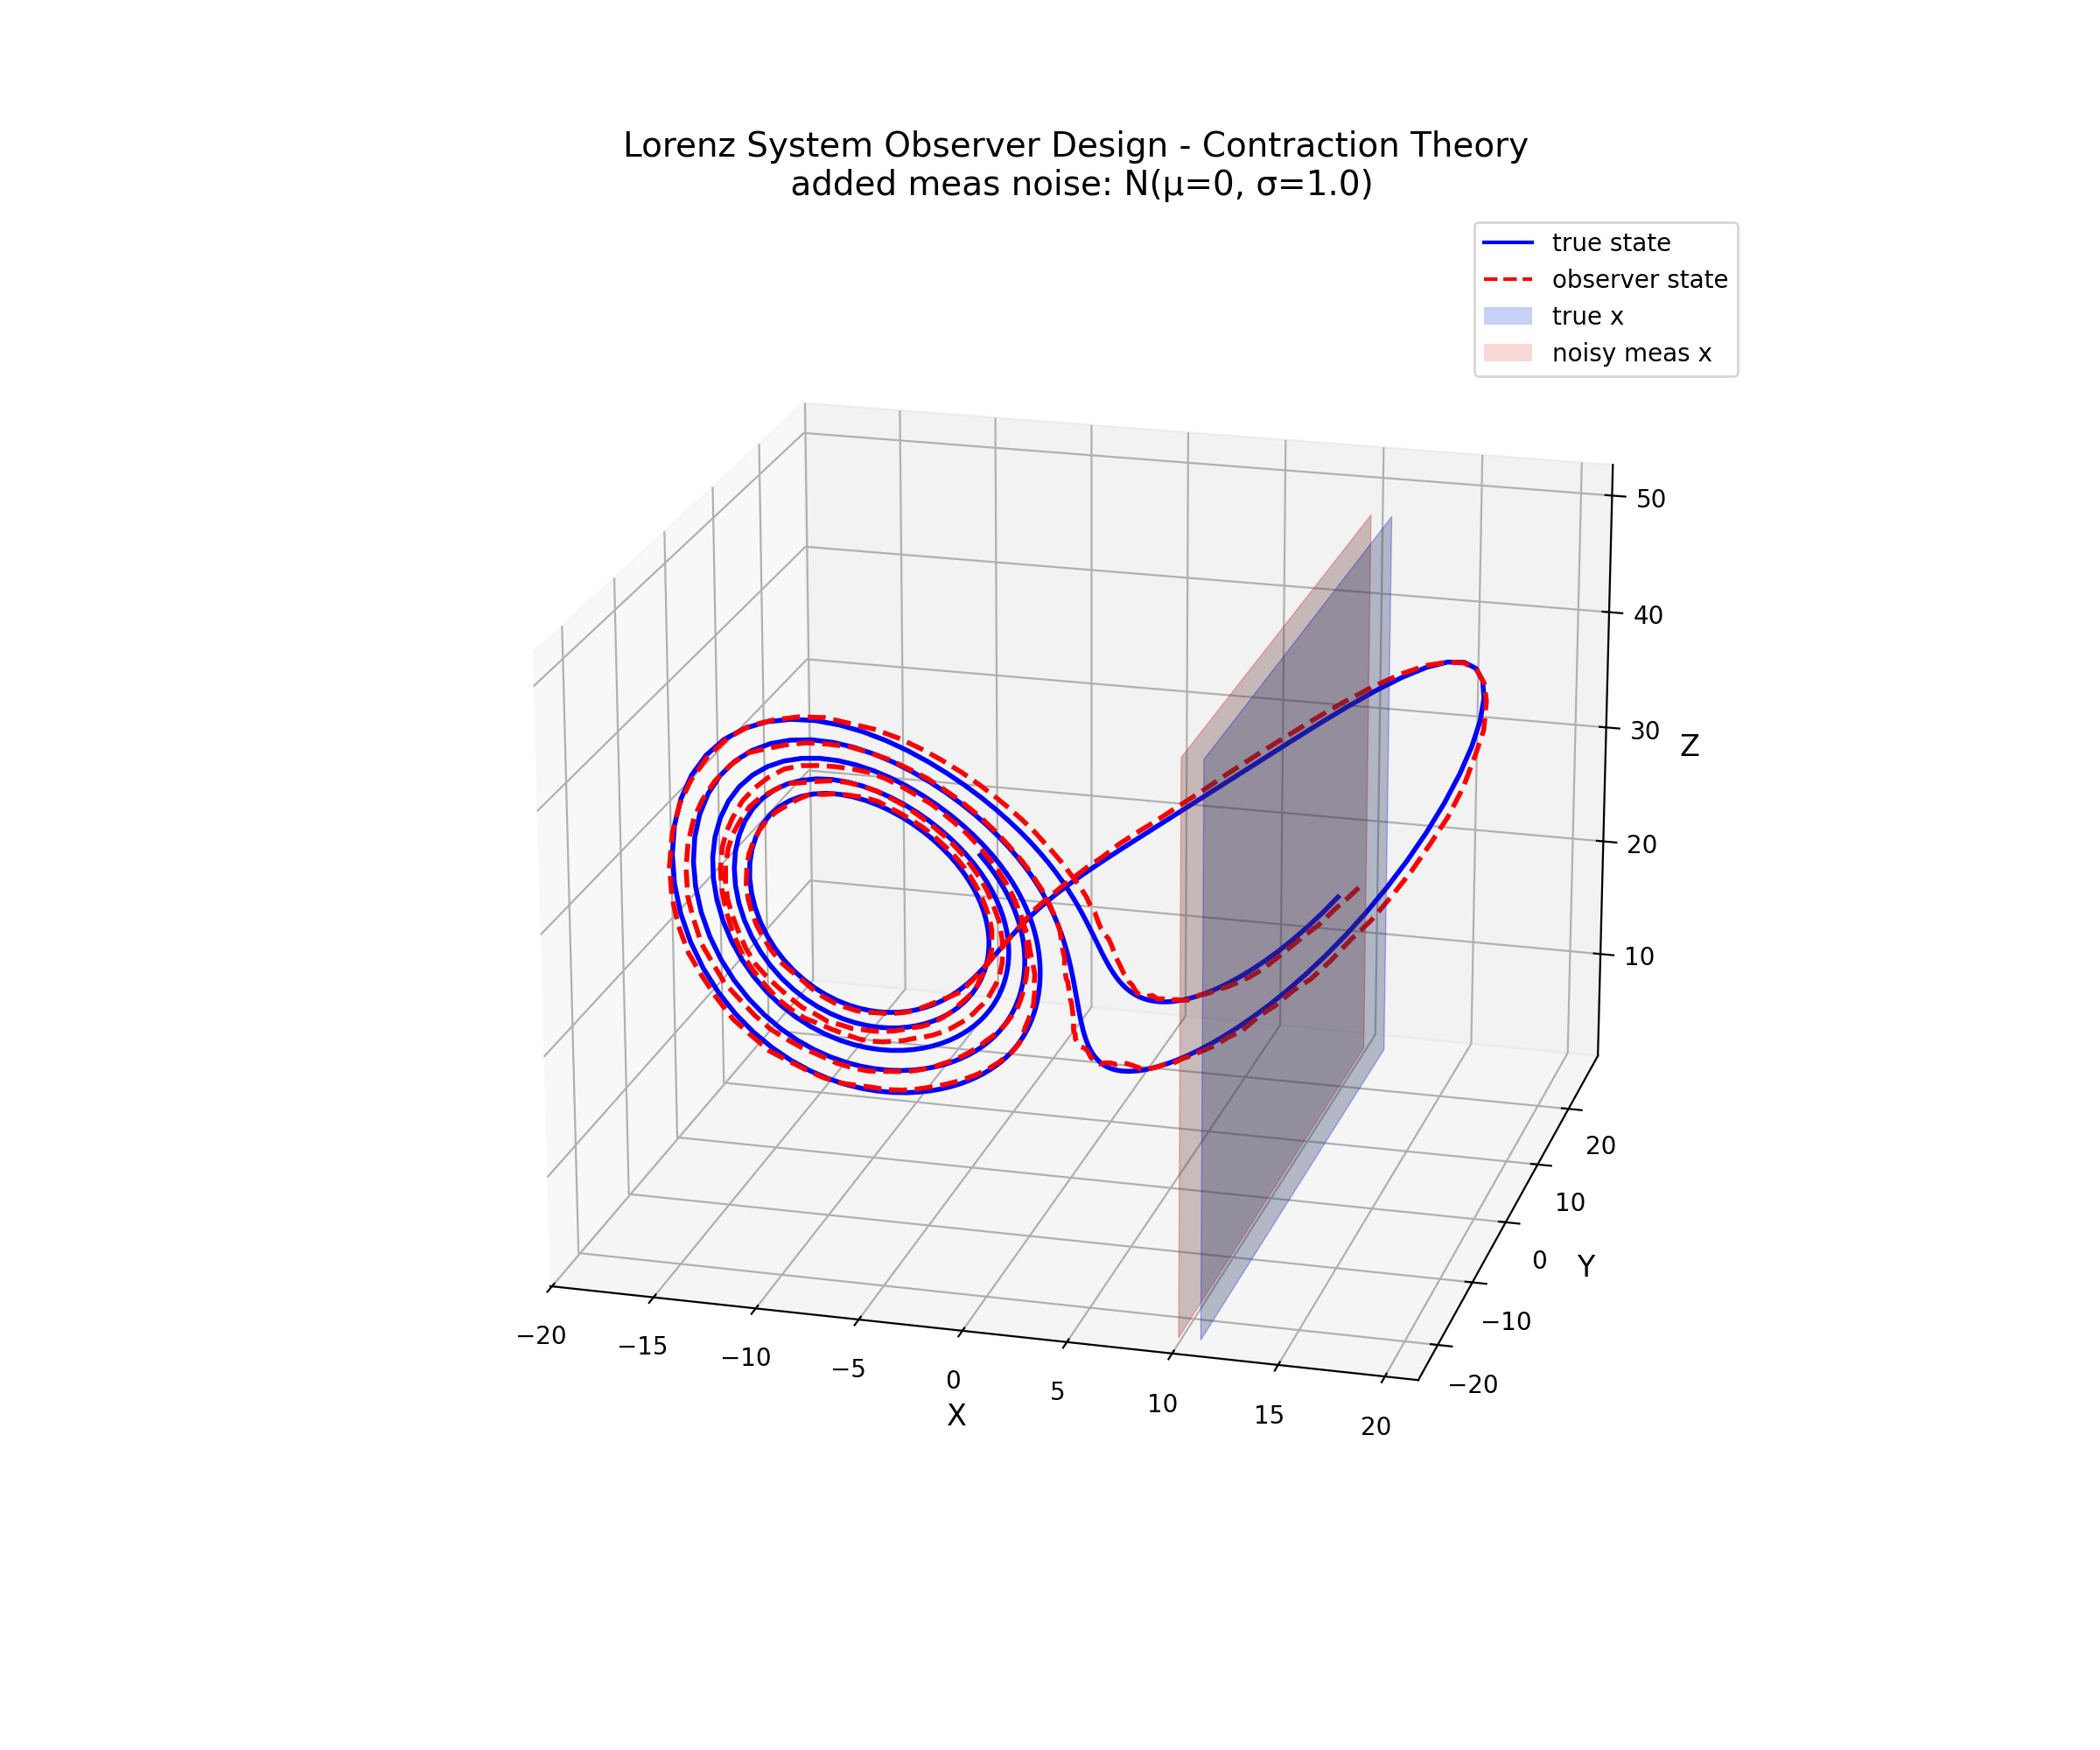 Lorenz System Observer Design - Contraction Theory
added meas noise: N(μ=0, σ=1.0)
true state
observer state
true x
noisy meas x
50
40
30
Z
20
10
20
10
0
Y
−10
−20
−20
−15
−10
−5
0
5
10
15
20
X